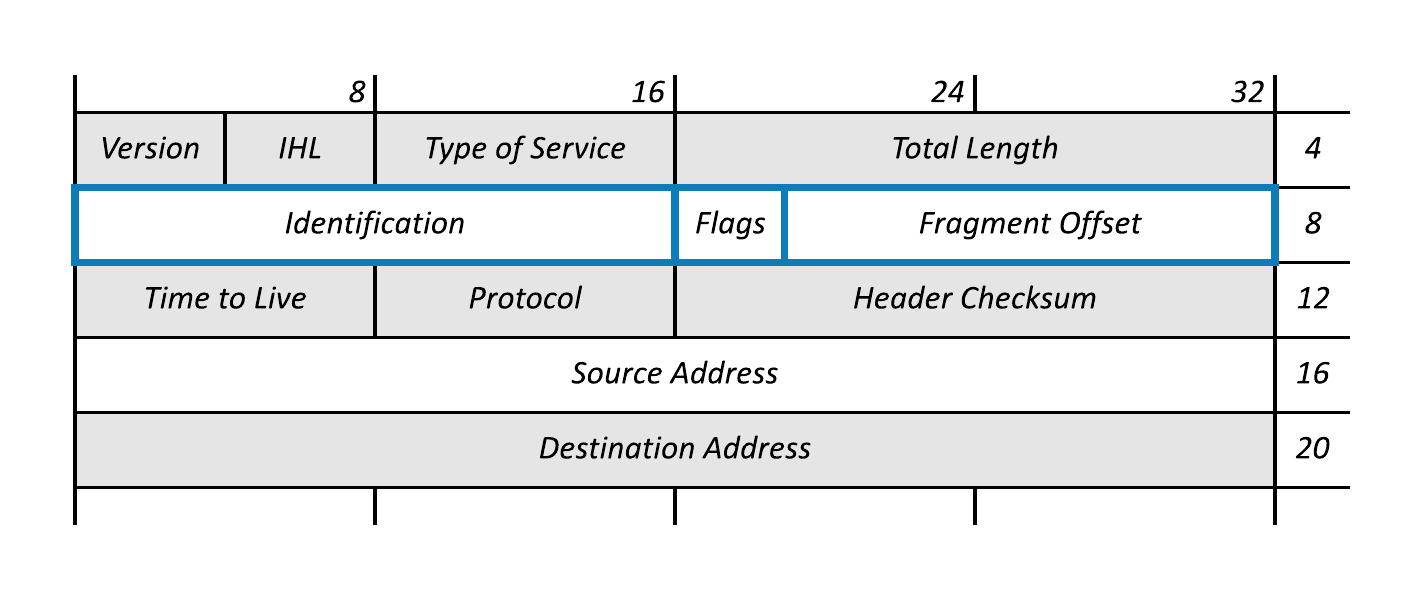 8 16 24 32
Version IHL Type of Service Total Length 4
Identification Flags Fragment Offset 8
Time to Live Protocol Header Checksum 12
Source Address 16
Destination Address 20